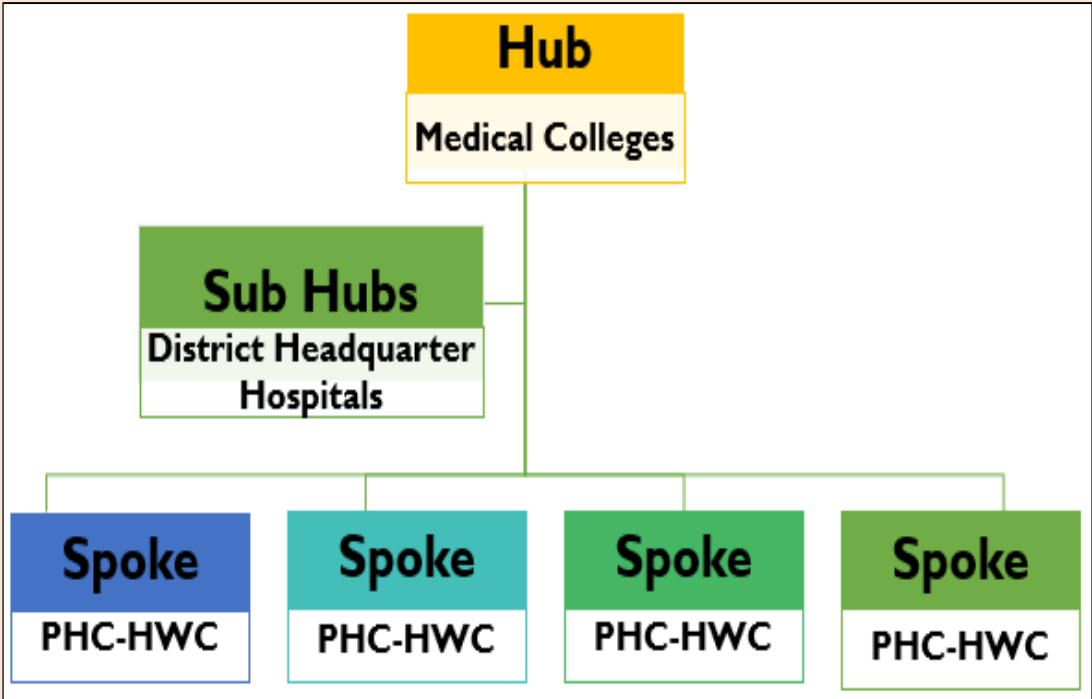 Hub
Medical Colleges
Sub Hubs
District Headquarter
Hospitals
Spoke
PHC-HWC
Spoke
PHC-HWC
Spoke
PHC-HWC
Spoke
PHC-HWC